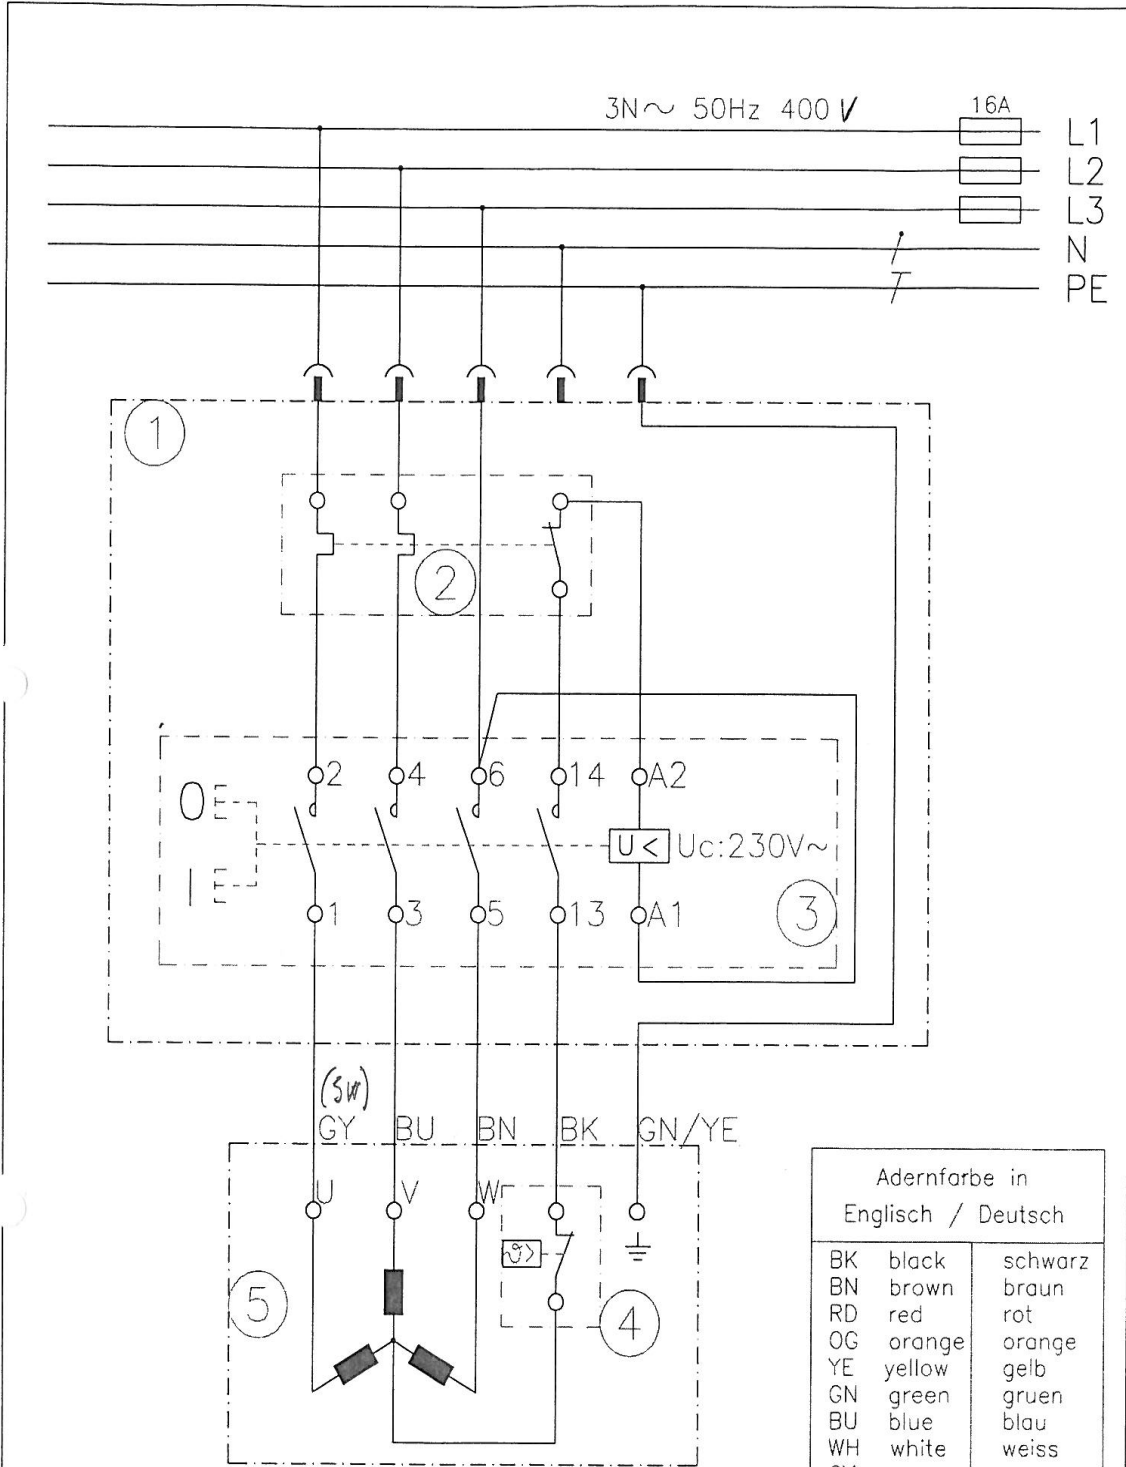 3N~ 50Hz 400 V
16A
L1
L2
L3
N
PE
1
2
2 4 6 14 A2
O
U< Uc:230V~
I
1 3 5 13 A1
3
(SW)
GY BU BN BK GN/YE
U V W
ϑ>
5
4
Adernfarbe in
Englisch / Deutsch
BK black schwarz
BN brown braun
RD red rot
OG orange orange
YE yellow gelb
GN green gruen
BU blue blau
WH white weiss